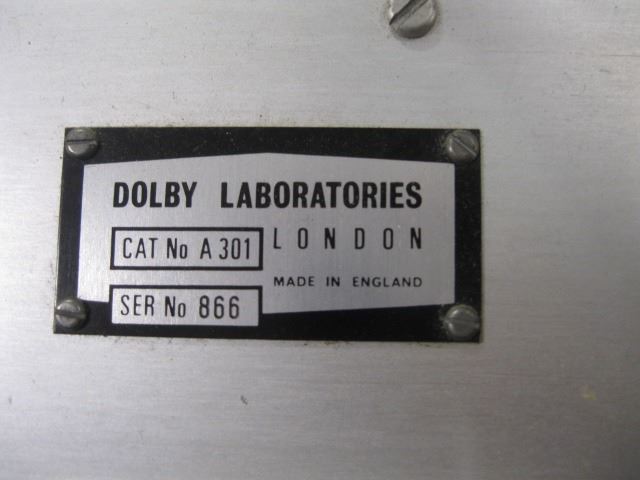 DOLBY LABORATORIES
CAT No A 301
LONDON
MADE IN ENGLAND
SER No 866